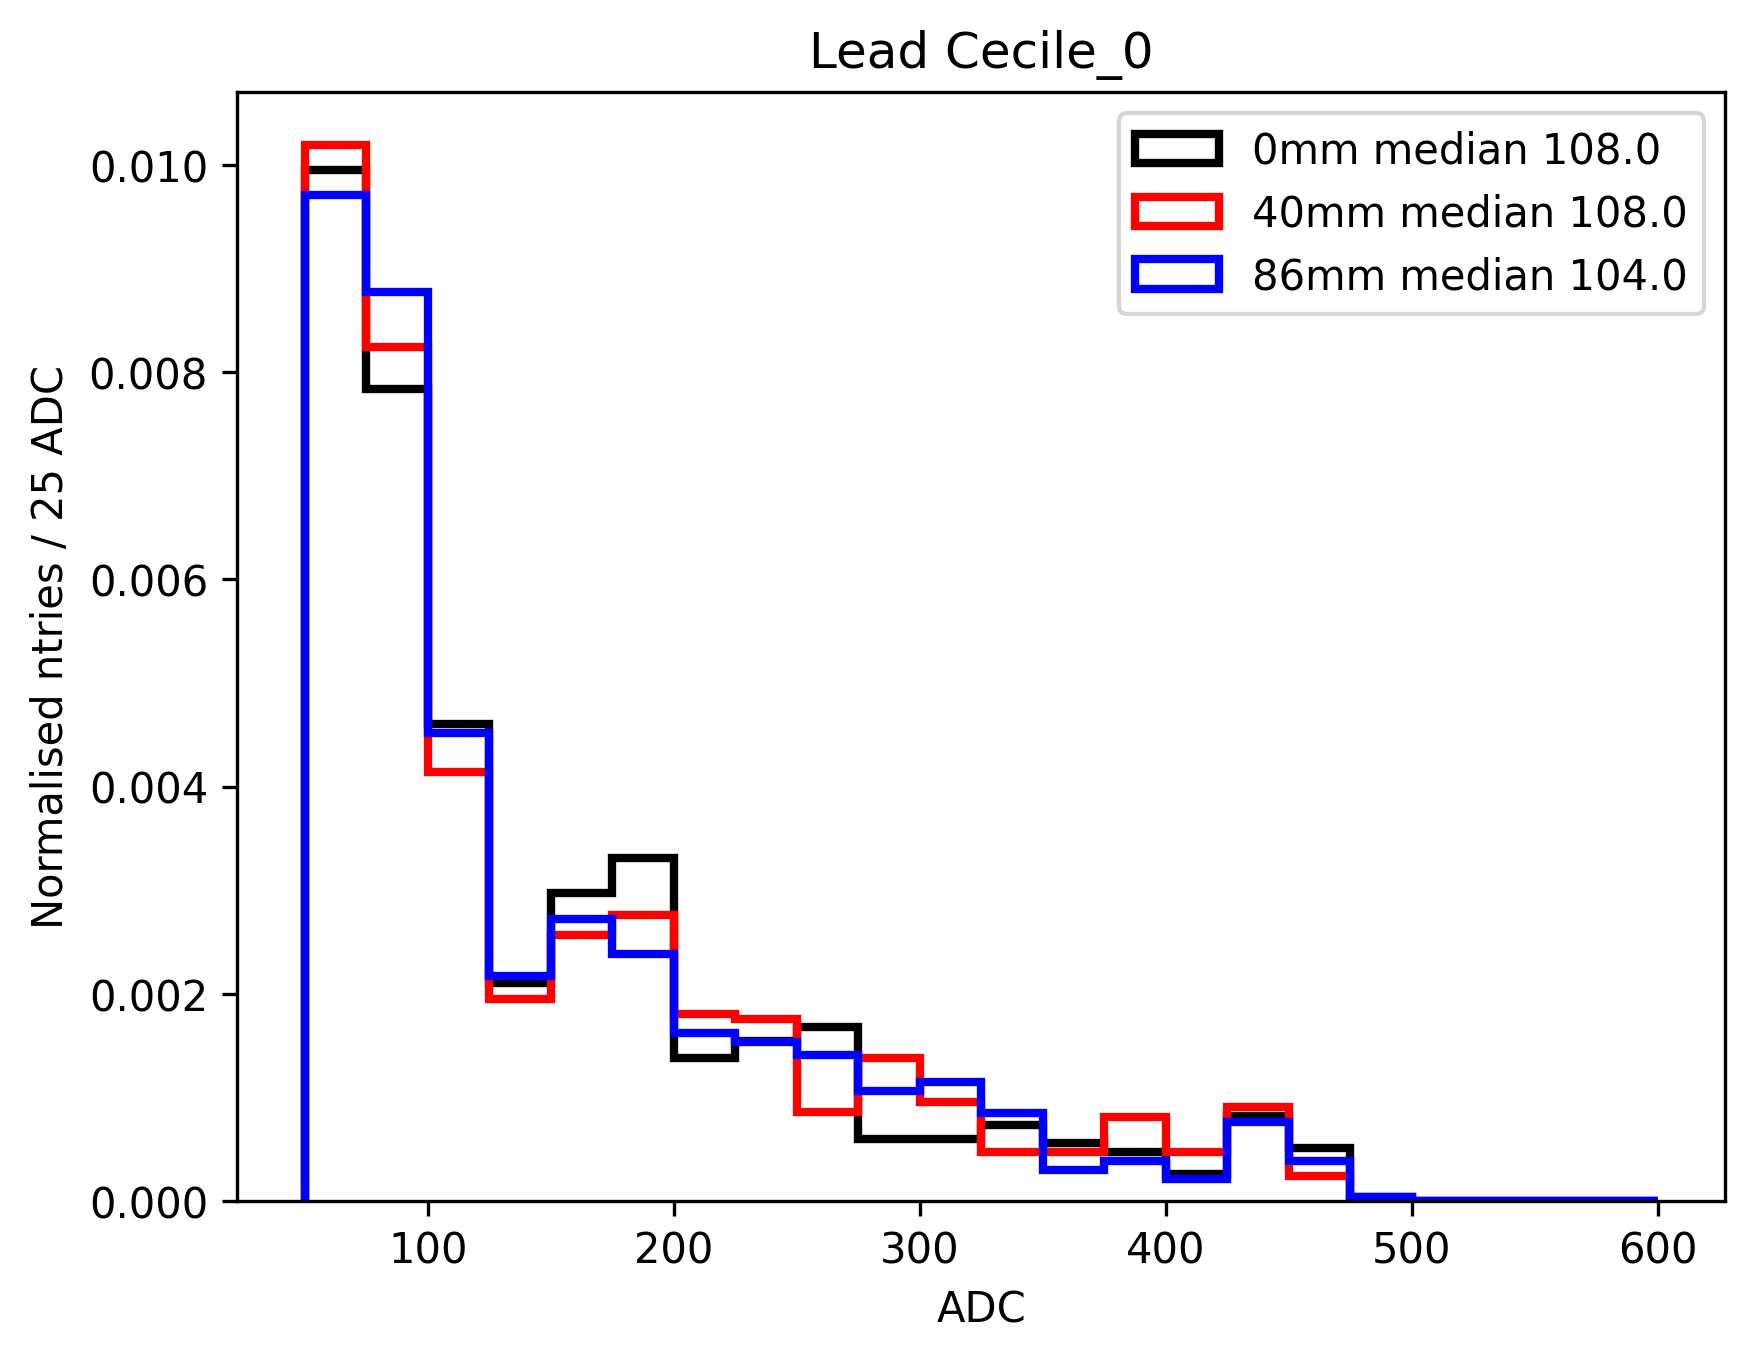 Lead Cecile_0
0mm median 108.0
40mm median 108.0
86mm median 104.0
Normalised ntries / 25 ADC
0.010
0.008
0.006
0.004
0.002
0.000
100 200 300 400 500 600
ADC